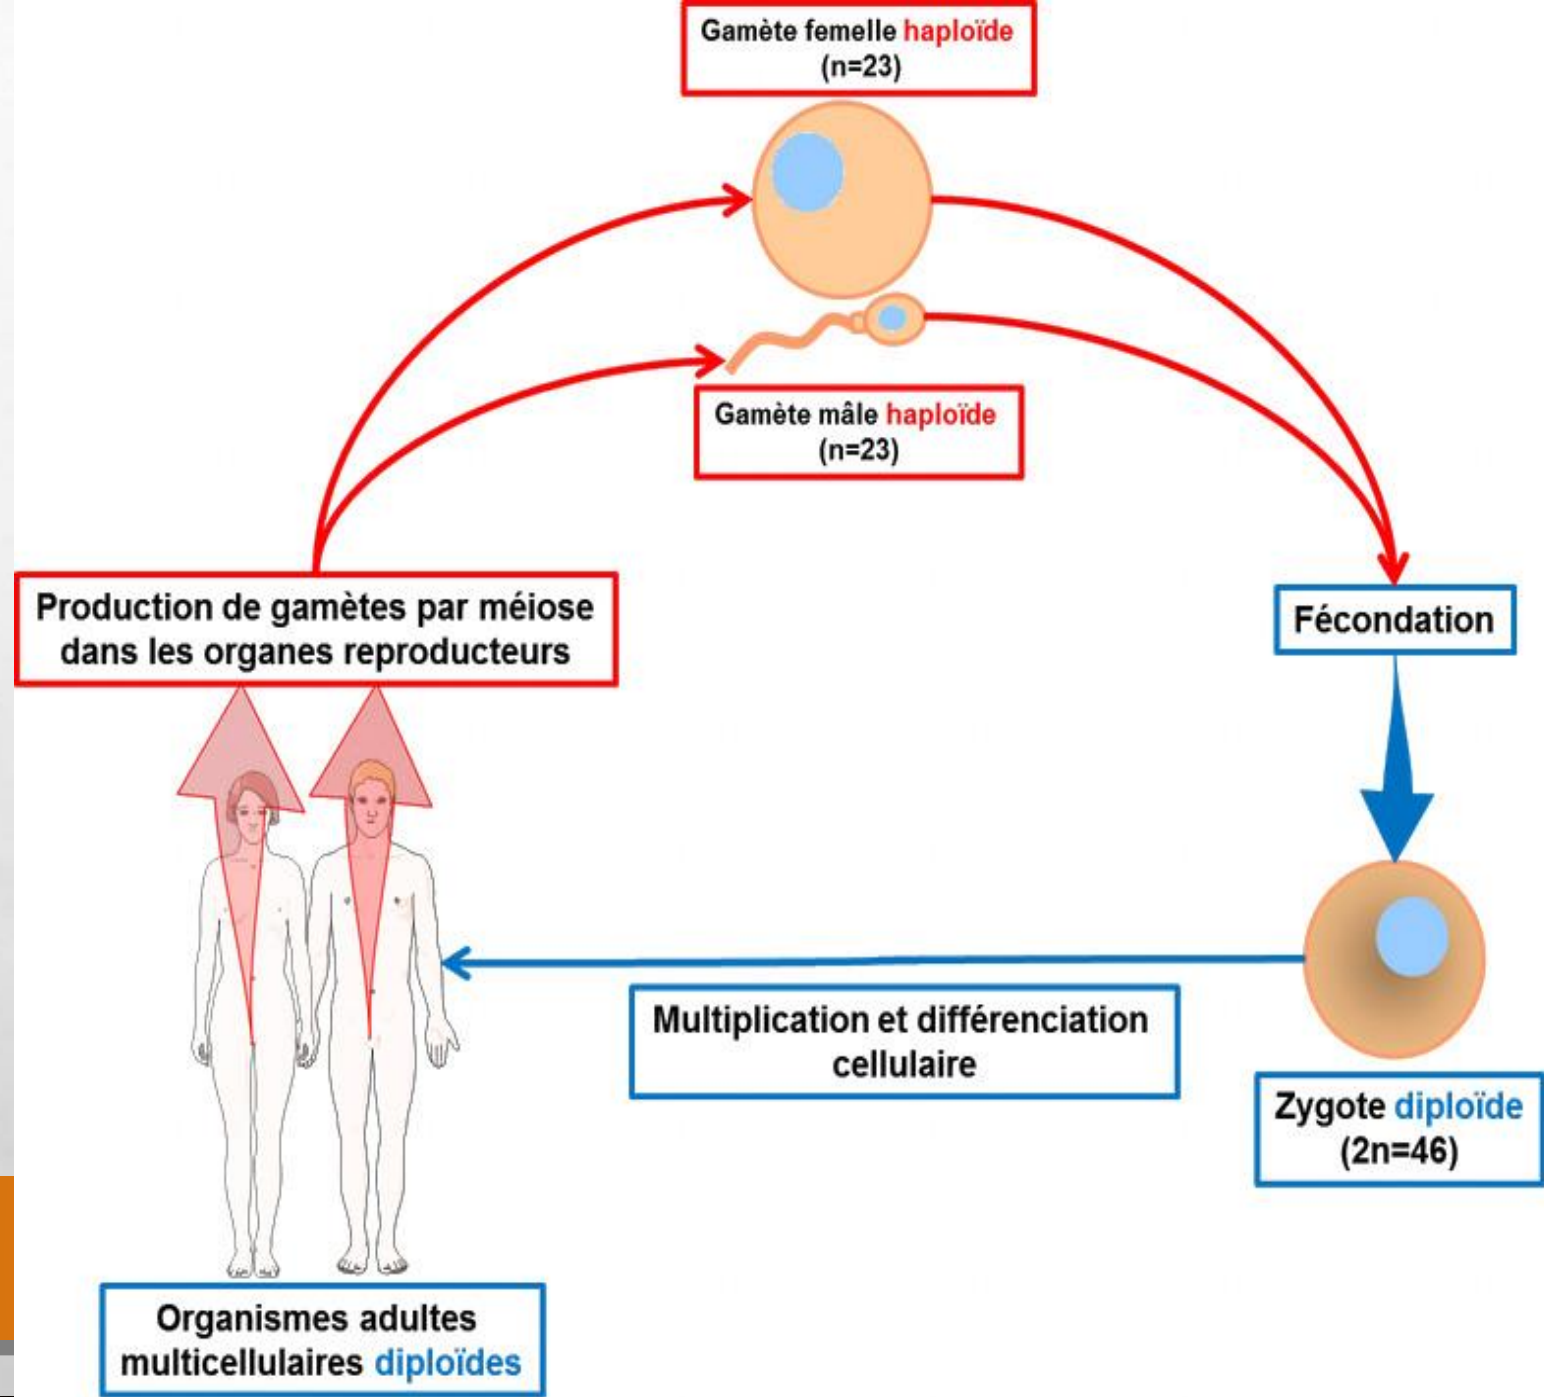 Gamète femelle haploïde
(n=23)
Gamète mâle haploïde
(n=23)
Production de gamètes par méiose
dans les organes reproducteurs
Fécondation
Multiplication et différenciation
cellulaire
Zygote diploïde
(2n=46)
Organismes adultes
multicellulaires diploïdes